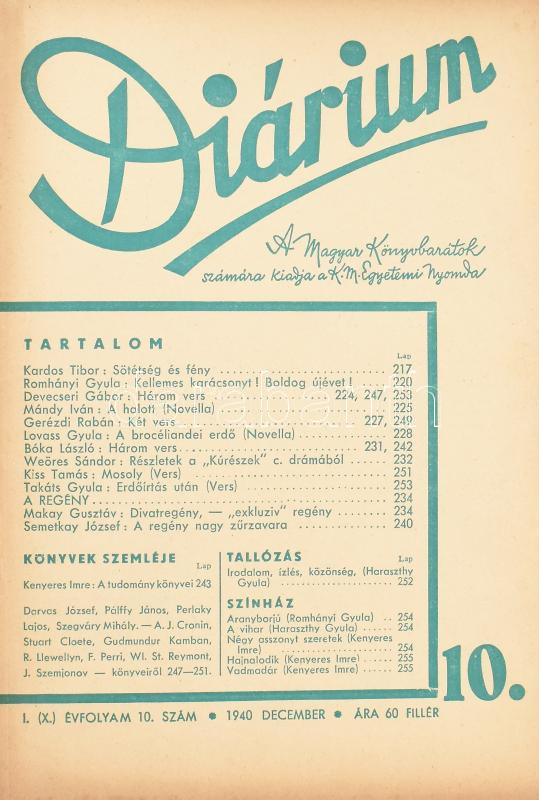 Diárium
A Magyar Könyvbarátok
számára kiadja a K. M. Egyetemi Nyomda
TARTALOM
Lap
Kardos Tibor: Sötétség és fény 217
Romhányi Gyula: Kellemes karácsonyt! Boldog újévet! 220
Devecseri Gábor: Három vers 224, 247, 253
Mándy Iván: A halott (Novella) 225
Gerézdi Rabán: Két vers 227, 249
Lovass Gyula: A brocéliandei erdő (Novella) 228
Bóka László: Három vers 231, 242
Weöres Sándor: Részletek a „Kúrészek" c. drámából 232
Kiss Tamás: Mosoly (Vers) 251
Takáts Gyula: Erdőírtás után (Vers) 253
A REGÉNY 234
Makay Gusztáv: Divatregény, — „exkluziv" regény 234
Semetkay József: A regény nagy zűrzavara 240
KÖNYVEK SZEMLÉJE
Lap
Kenyeres Imre: A tudomány könyvei 243
Darvas József, Pálffy János, Perlaky
Lajos, Szegváry Mihály. — A. J. Cronin,
Stuart Cloete, Gudmundur Kamban,
R. Llewellyn, F. Perri, Wl. St. Reymont,
J. Szemjonov — könyveiről 247—251.
TALLÓZÁS
Lap
Irodalom, ízlés, közönség, (Haraszthy
Gyula) 252
SZÍNHÁZ
Aranyborjú (Romhányi Gyula) 254
A vihar (Haraszthy Gyula) 254
Négy asszonyt szeretek (Kenyeres
Imre) 254
Hajnalodik (Kenyeres Imre) 255
Vadmadár (Kenyeres Imre) 255
10.
I. (X.) ÉVFOLYAM 10. SZÁM • 1940 DECEMBER • ÁRA 60 FILLÉR